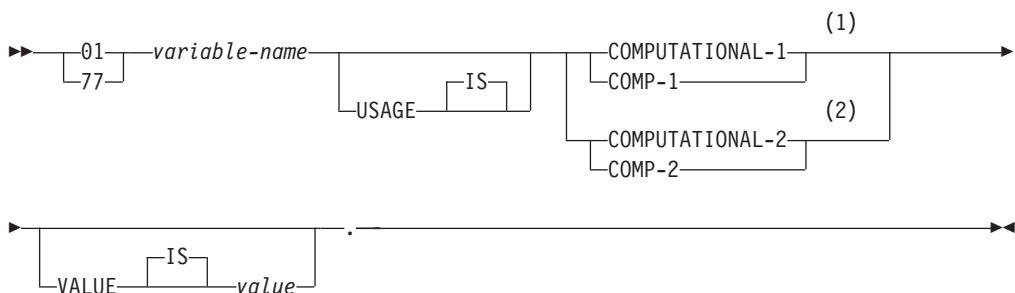 (1)
01 variable-name COMPUTATIONAL-1
77 IS COMP-1
USAGE
(2)
COMPUTATIONAL-2
COMP-2
.
IS
VALUE value